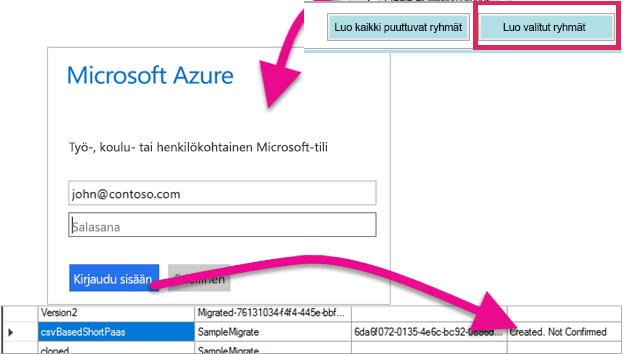 Luo kaikki puuttuvat ryhmät
Luo valitut ryhmät
Microsoft Azure
Työ-, koulu- tai henkilökohtainen Microsoft-tili
john@contoso.com
Salasana
Kirjaudu sisään
Version2 Migrated-76131034-f4f4-445e-bbf...
csvBasedShortPaas SampleMigrate 6da6f072-0135-4e6c-bc92- Created. Not Confirmed
cloned SampleMigrate